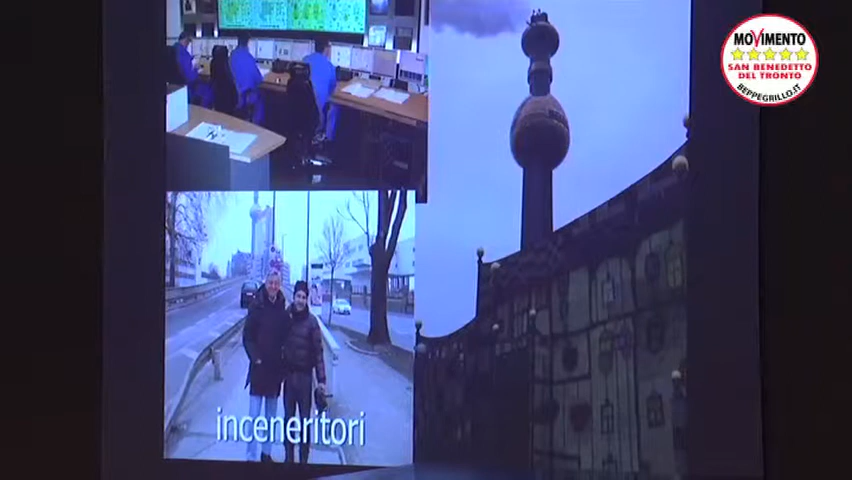 MOVIMENTO
SAN BENEDETTO
DEL TRONTO
BEPPEGRILLO.IT
inceneritori